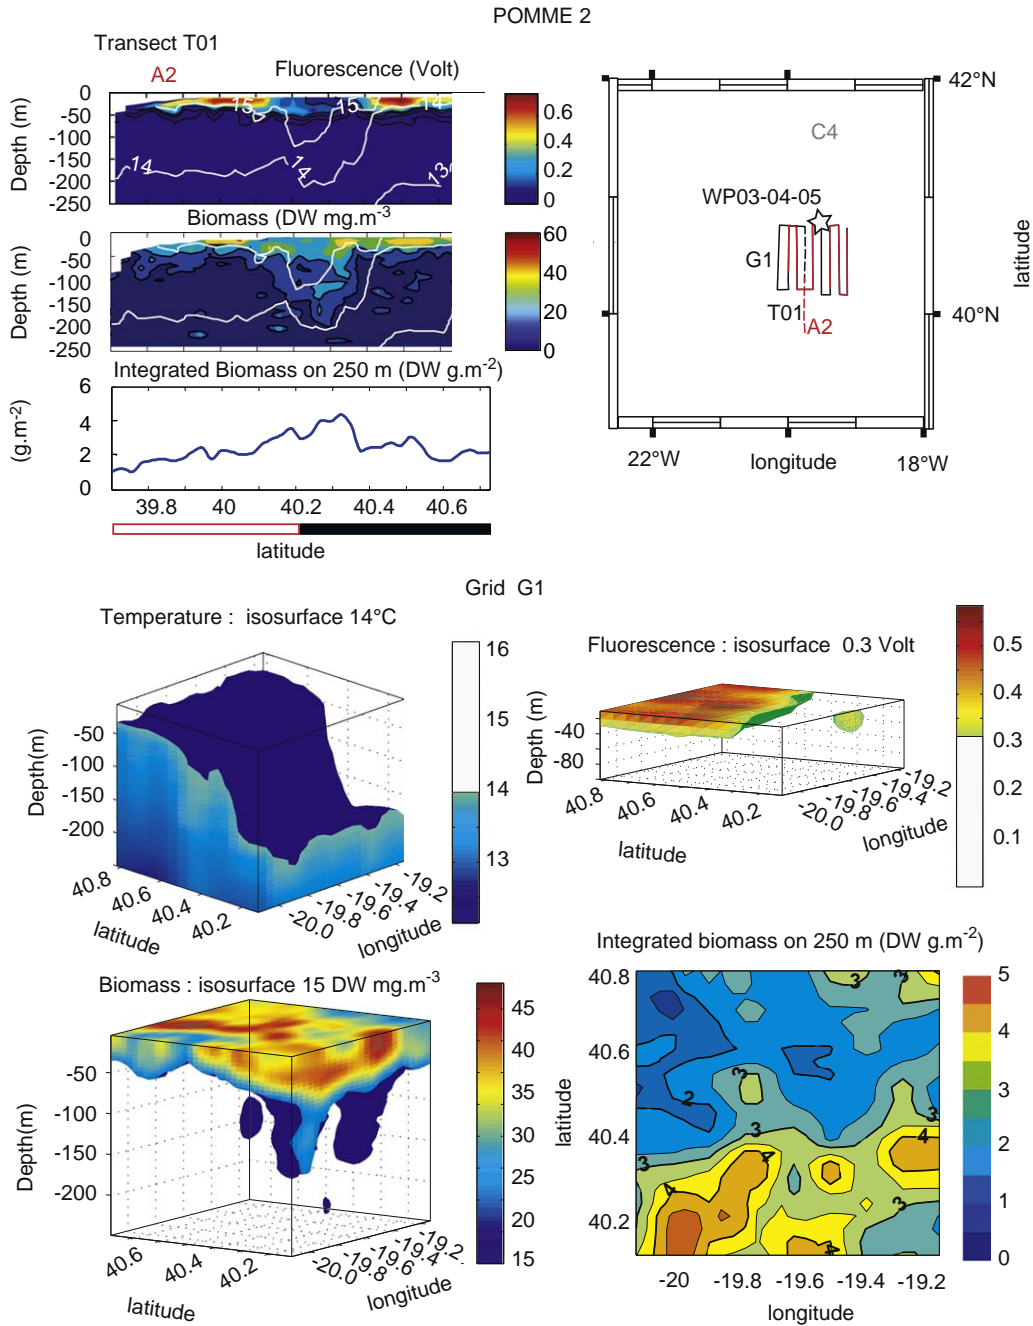 POMME 2
Transect T01
A2
Fluorescence (Volt)
Depth (m)
0
-50
-100
-150
-200
-250
15
15
14
14
14
13
0.6
0.4
0.2
0
Biomass (DW mg.m-3
Depth (m)
0
-50
-100
-150
-200
-250
60
40
20
0
Integrated Biomass on 250 m (DW g.m-2)
(g.m-2)
6
4
2
0
39.8 40 40.2 40.4 40.6
latitude
42°N
C4
WP03-04-05
G1
T01
A2
40°N
latitude
22°W
longitude
18°W
Grid G1
Temperature : isosurface 14°C
Depth(m)
-50
-100
-150
-200
40.8
40.6
40.4
40.2
latitude
-20.0
-19.8
-19.6
-19.4
-19.2
longitude
16
15
14
13
Fluorescence : isosurface 0.3 Volt
Depth (m)
-40
-80
40.8
40.6
40.4
40.2
latitude
-20.0
-19.8
-19.6
-19.4
-19.2
longitude
0.5
0.4
0.3
0.2
0.1
Biomass : isosurface 15 DW mg.m-3
Depth(m)
-50
-100
-150
-200
40.6
40.4
40.2
latitude
-20.0
-19.8
-19.6
-19.4
-19.2
longitude
45
40
35
30
25
20
15
Integrated biomass on 250 m (DW g.m-2)
latitude
40.8
40.6
40.4
40.2
3
3
3
2
3
3
4
3
4
4
3
4
-20 -19.8 -19.6 -19.4 -19.2
longitude
5
4
3
2
1
0